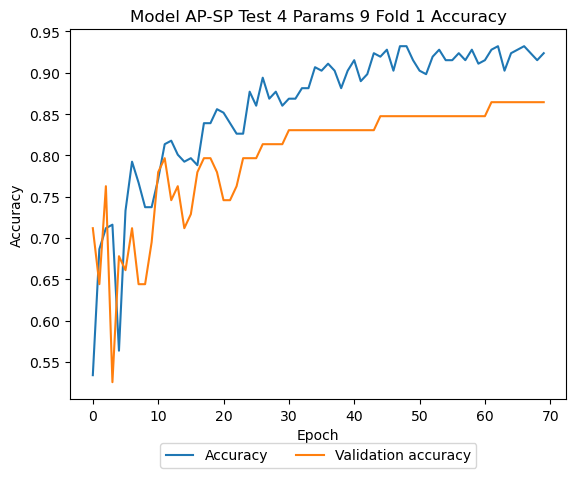 Model AP-SP Test 4 Params 9 Fold 1 Accuracy
0.95
0.90
0.85
0.80
0.75
0.70
0.65
0.60
0.55
Accuracy
0 10 20 30 40 50 60 70
Epoch
Accuracy Validation accuracy